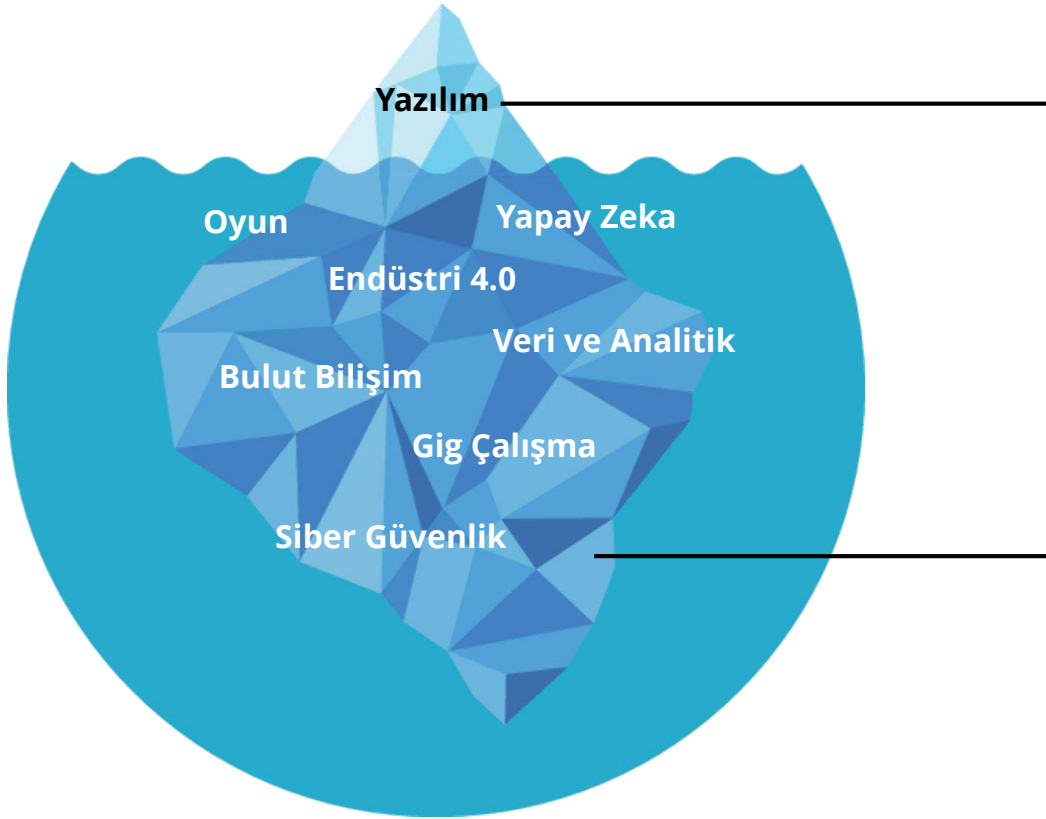 Yazılım
Oyun
Yapay Zeka
Endüstri 4.0
Veri ve Analitik
Bulut Bilişim
Gig Çalışma
Siber Güvenlik